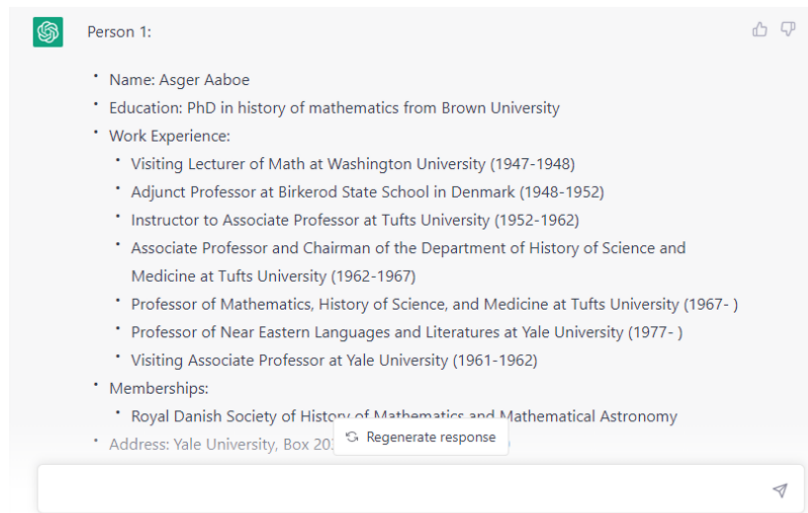 Person 1:
Name: Asger Aaboe
Education: PhD in history of mathematics from Brown University
Work Experience:
Visiting Lecturer of Math at Washington University (1947-1948)
Adjunct Professor at Birkerod State School in Denmark (1948-1952)
Instructor to Associate Professor at Tufts University (1952-1962)
Associate Professor and Chairman of the Department of History of Science and
Medicine at Tufts University (1962-1967)
Professor of Mathematics, History of Science, and Medicine at Tufts University (1967- )
Professor of Near Eastern Languages and Literatures at Yale University (1977- )
Visiting Associate Professor at Yale University (1961-1962)
Memberships:
Royal Danish Society of History of Mathematics and Mathematical Astronomy
Address: Yale University, Box
Regenerate response